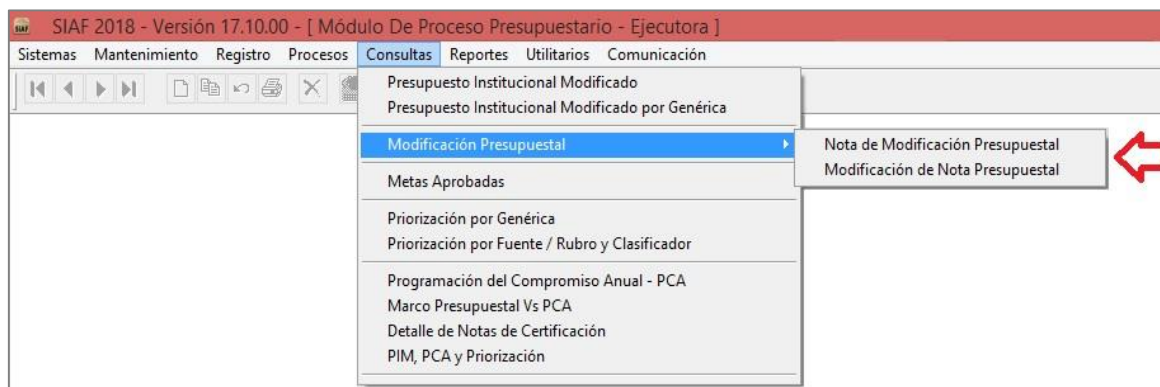 SIAF 2018 - Versión 17.10.00 - [ Módulo De Proceso Presupuestario - Ejecutora ]
Sistemas Mantenimiento Registro Procesos Consultas Reportes Utilitarios Comunicación
Presupuesto Institucional Modificado
Presupuesto Institucional Modificado por Genérica
Modificación Presupuestal
Nota de Modificación Presupuestal
Modificación de Nota Presupuestal
Metas Aprobadas
Priorización por Genérica
Priorización por Fuente / Rubro y Clasificador
Programación del Compromiso Anual - PCA
Marco Presupuestal Vs PCA
Detalle de Notas de Certificación
PIM, PCA y Priorización